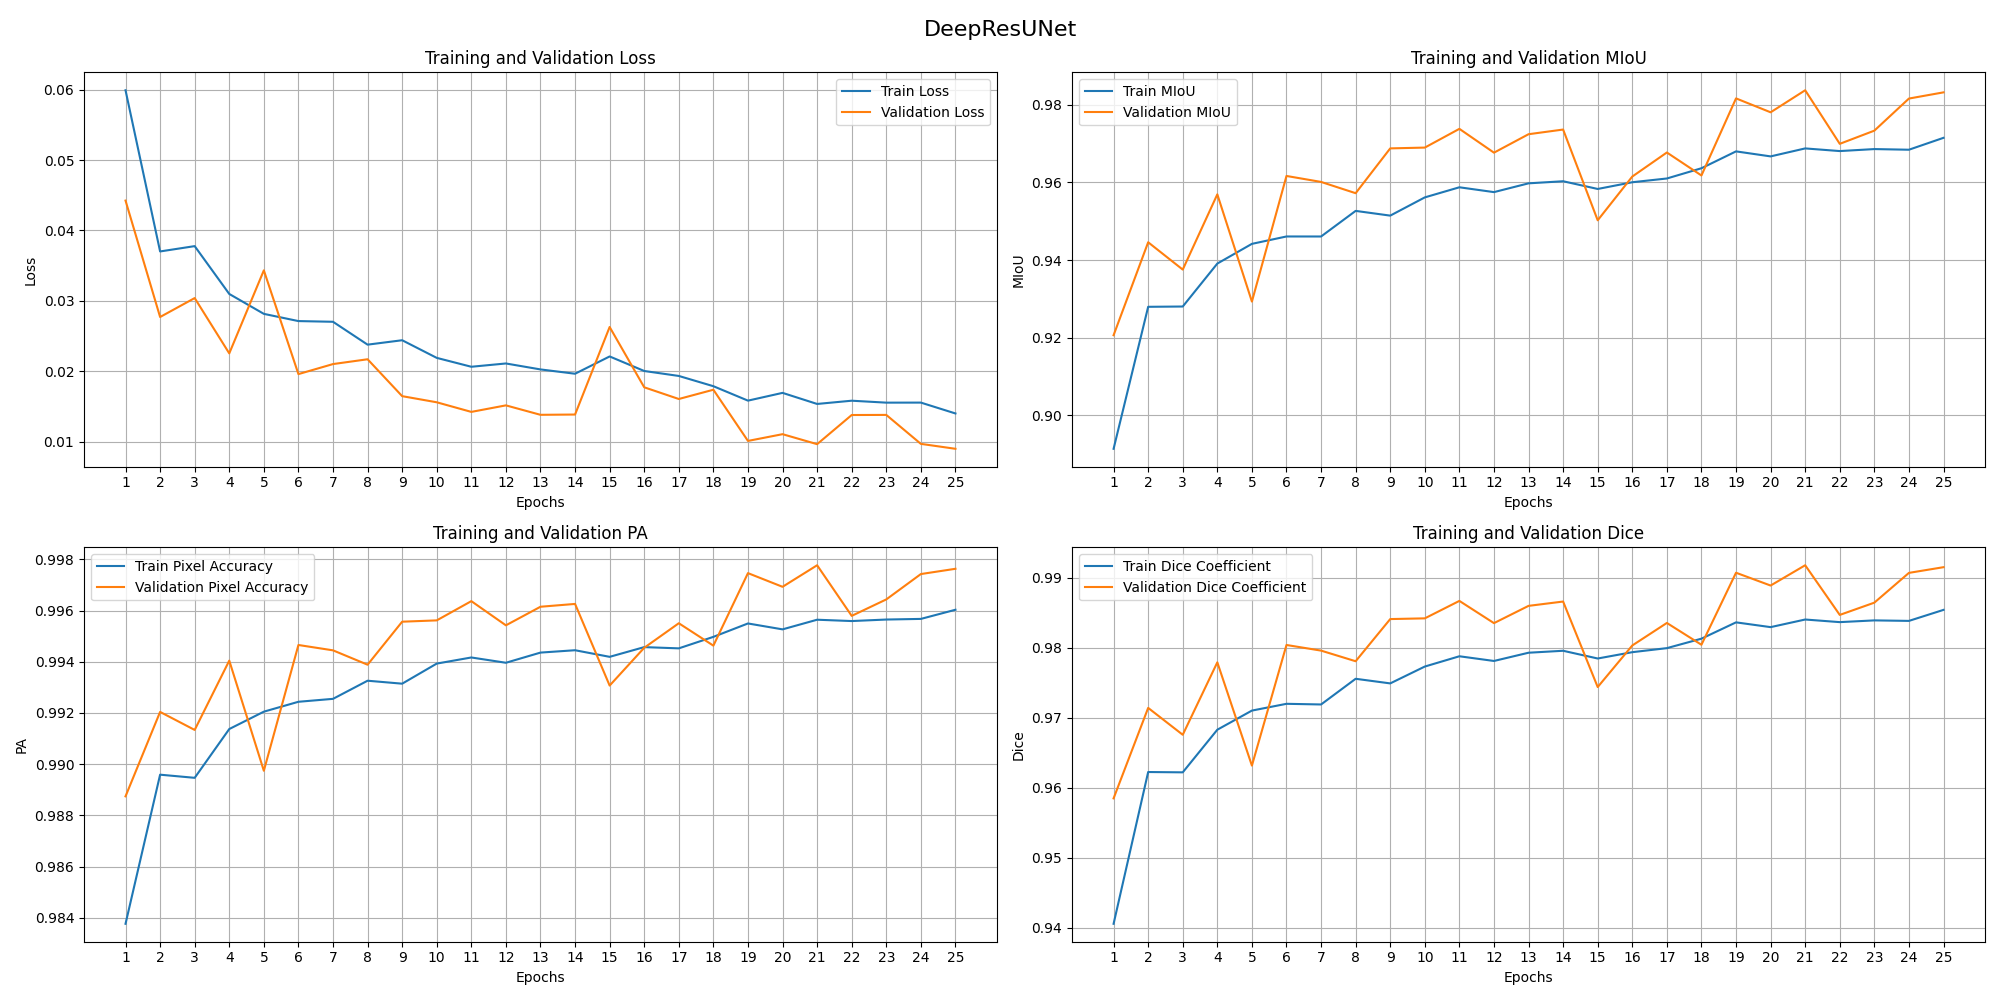 DeepResUNet
Training and Validation Loss
Train Loss
Validation Loss
0.06
0.05
0.04
0.03
0.02
0.01
Loss
1 2 3 4 5 6 7 8 9 10 11 12 13 14 15 16 17 18 19 20 21 22 23 24 25
Epochs
Training and Validation MIoU
Train MIoU
Validation MIoU
0.98
0.96
0.94
0.92
0.90
MIoU
1 2 3 4 5 6 7 8 9 10 11 12 13 14 15 16 17 18 19 20 21 22 23 24 25
Epochs
Training and Validation PA
Train Pixel Accuracy
Validation Pixel Accuracy
0.998
0.996
0.994
0.992
0.990
0.988
0.986
0.984
PA
1 2 3 4 5 6 7 8 9 10 11 12 13 14 15 16 17 18 19 20 21 22 23 24 25
Epochs
Training and Validation Dice
Train Dice Coefficient
Validation Dice Coefficient
0.99
0.98
0.97
0.96
0.95
0.94
Dice
1 2 3 4 5 6 7 8 9 10 11 12 13 14 15 16 17 18 19 20 21 22 23 24 25
Epochs